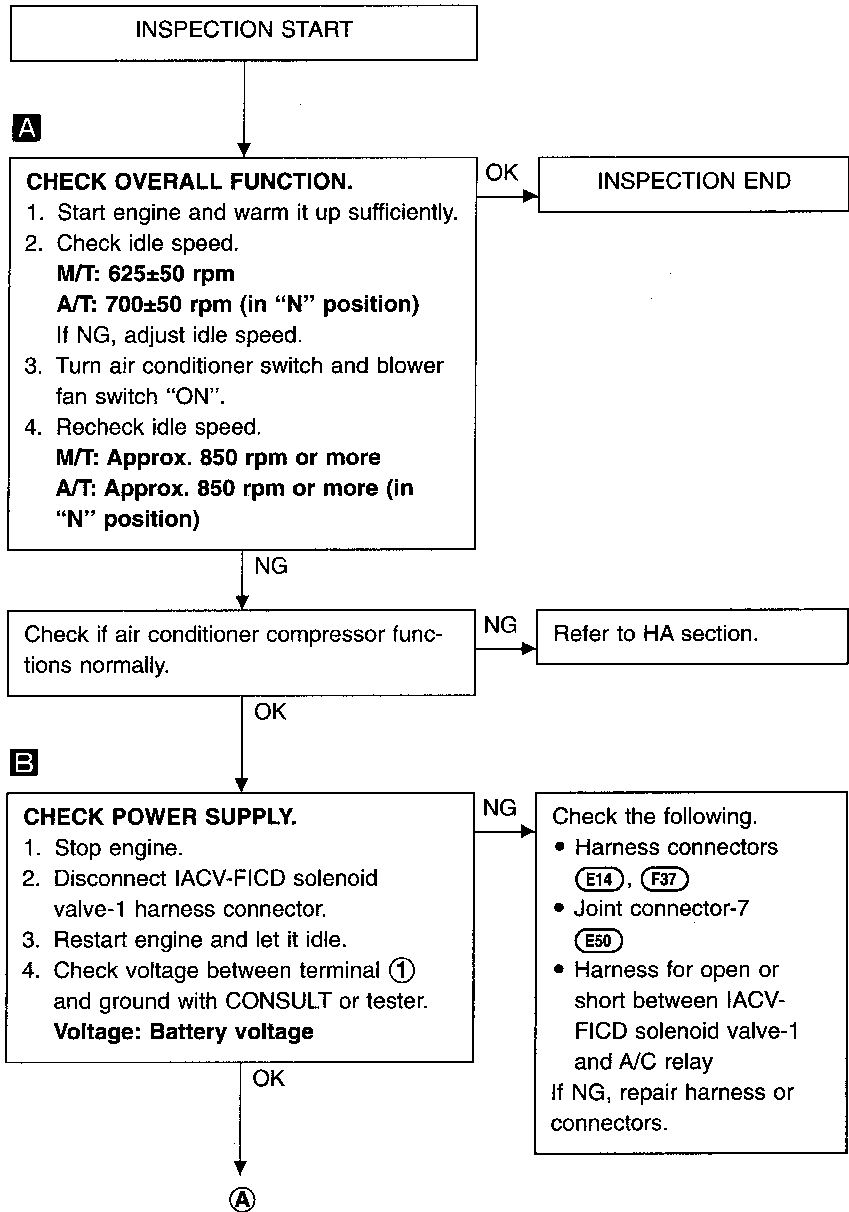 INSPECTION START
A
CHECK OVERALL FUNCTION.
1. Start engine and warm it up sufficiently.
2. Check idle speed.
M/T: 625±50 rpm
A/T: 700±50 rpm (in “N” position)
If NG, adjust idle speed.
3. Turn air conditioner switch and blower
fan switch “ON”.
4. Recheck idle speed.
M/T: Approx. 850 rpm or more
A/T: Approx. 850 rpm or more (in
“N” position)
OK
INSPECTION END
NG
Check if air conditioner compressor func-
tions normally.
NG
Refer to HA section.
OK
B
CHECK POWER SUPPLY.
1. Stop engine.
2. Disconnect IACV-FICD solenoid
valve-1 harness connector.
3. Restart engine and let it idle.
4. Check voltage between terminal ①
and ground with CONSULT or tester.
Voltage: Battery voltage
NG
Check the following.
• Harness connectors
E14, F37
• Joint connector-7
E50
• Harness for open or
short between IACV-
FICD solenoid valve-1
and A/C relay
If NG, repair harness or
connectors.
OK
Ⓐ